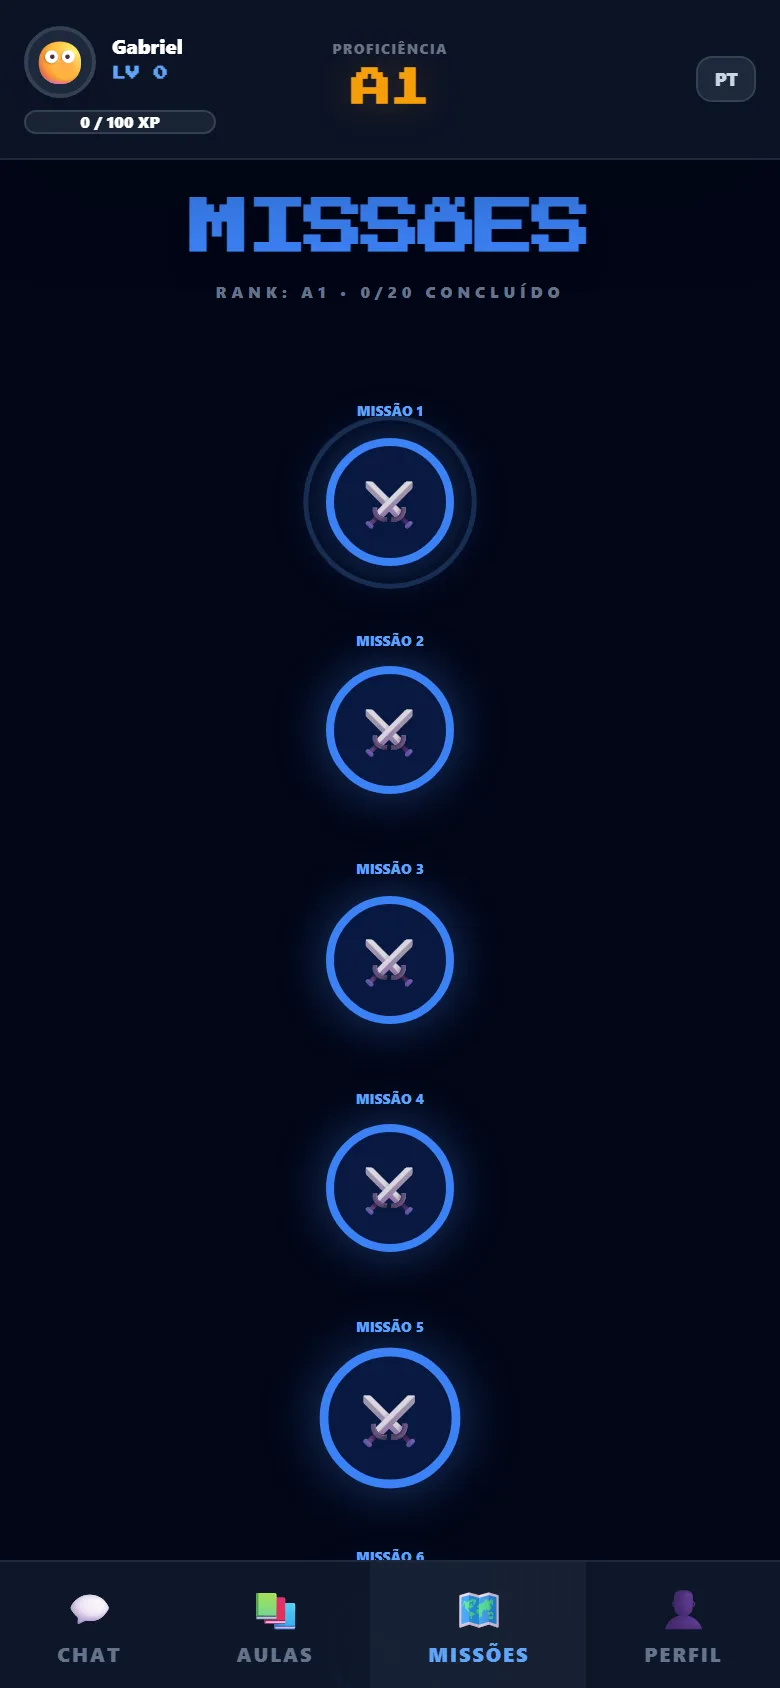 Gabriel
LV 0
0 / 100 XP
PROFICIÊNCIA
A1
PT
MISSÕES
RANK: A1 • 0/20 CONCLUÍDO
MISSÃO 1
MISSÃO 2
MISSÃO 3
MISSÃO 4
MISSÃO 5
MISSÃO 6
CHAT
AULAS
MISSÕES
PERFIL